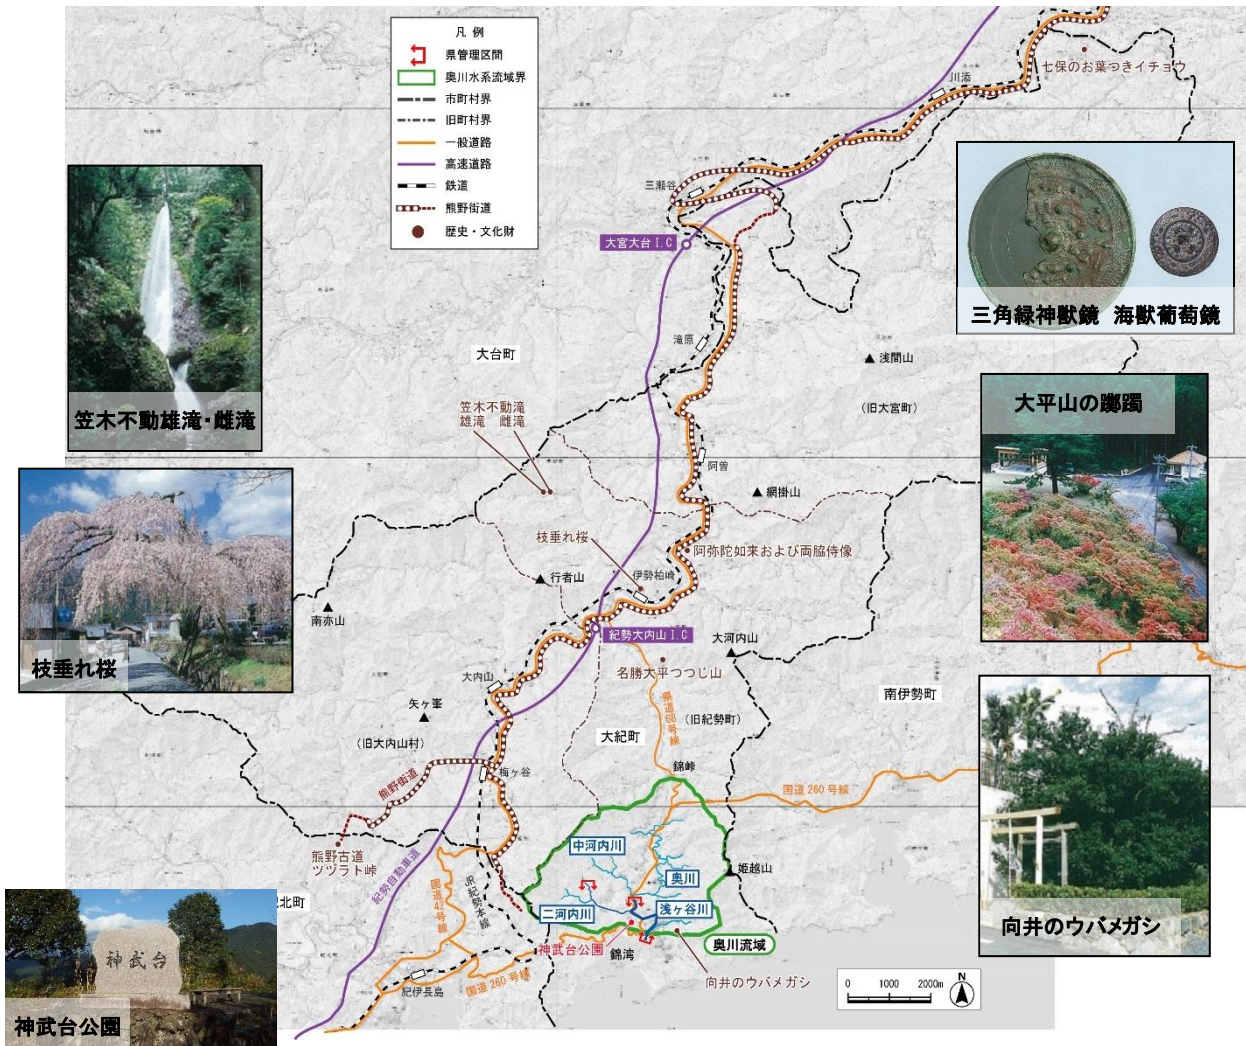 凡 例
県管理区間
奥川水系流域界
市町村界
旧町村界
一般道路
高速道路
鉄道
熊野街道
歴史・文化財
七保のお葉つきイチョウ
川添
三瀬谷
大宮大台 I.C
三角緑神獣鏡 海獣葡萄鏡
滝原
大台町
浅間山
笠木不動滝
雄滝 雌滝
(旧大宮町)
大平山の躑躅
笠木不動雄滝・雌滝
阿曽
網掛山
枝垂れ桜
阿弥陀如来および両脇侍像
行者山
伊勢柏崎
南亦山
紀勢大内山 I.C
大河内山
枝垂れ桜
名勝大平つつじ山
大内山
南伊勢町
矢ヶ峯
県道68号線
(旧紀勢町)
(旧大内山村)
大紀町
梅ヶ谷
錦峠
熊野街道
国道260号線
熊野古道
ツヅラト峠
中河内川
姫越山
奥川
紀勢自動車道
国道42号線
JR紀勢本線
北町
二河内川
浅ヶ谷川
向井のウバメガシ
神武台公園
錦湾
奥川流域
神武台
向井のウバメガシ
国道260号線
紀伊長島
神武台公園
N
0 1000 2000m